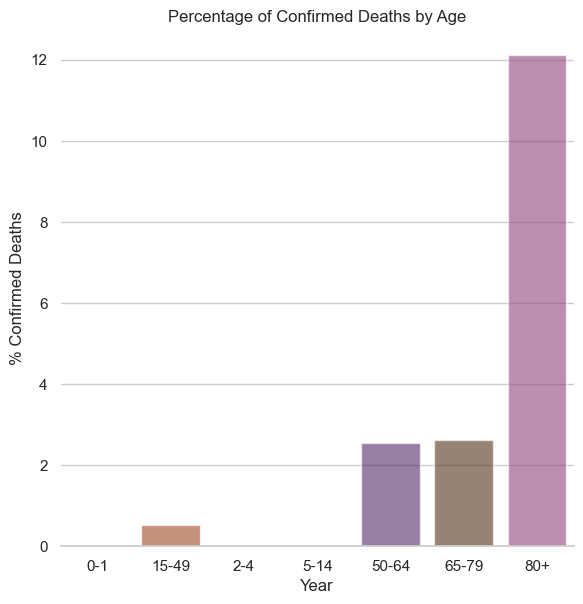 Percentage of Confirmed Deaths by Age
% Confirmed Deaths
12
10
8
6
4
2
0
0-1 15-49 2-4 5-14 50-64 65-79 80+
Year